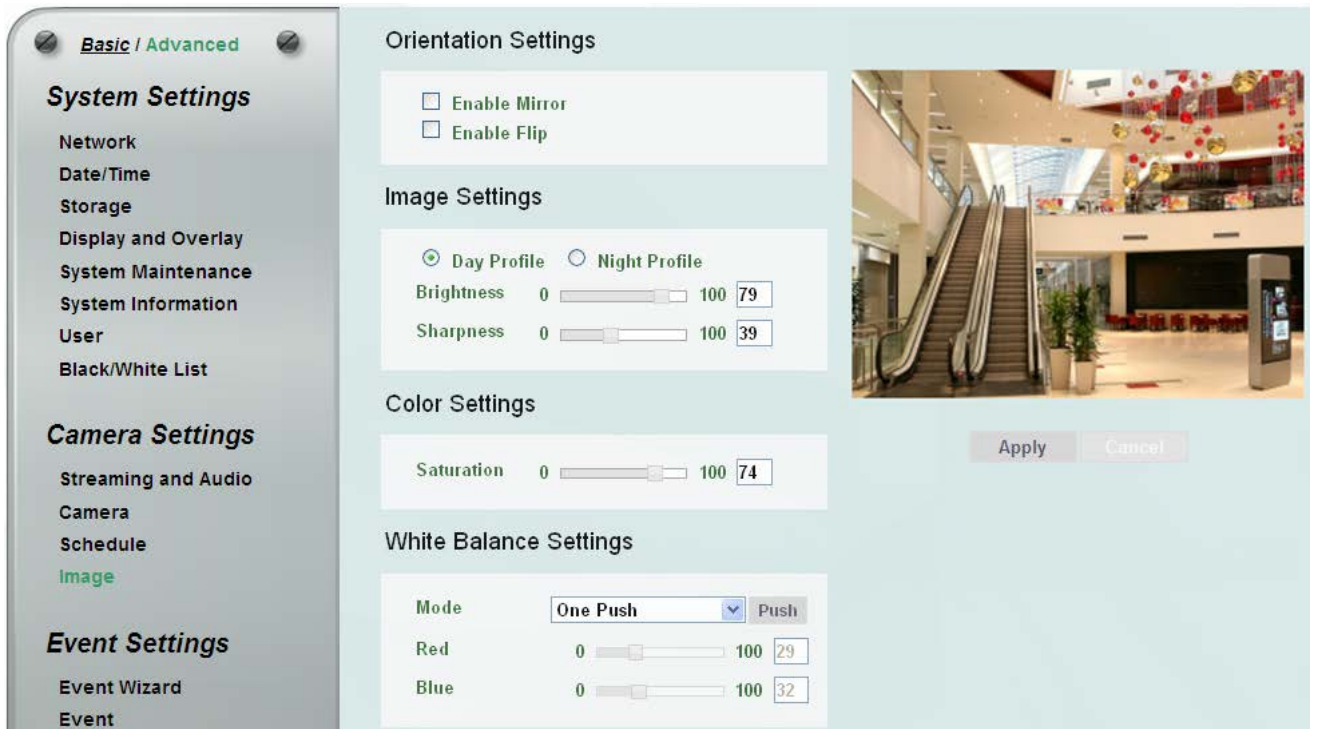 Basic / Advanced
System Settings
Network
Date/Time
Storage
Display and Overlay
System Maintenance
System Information
User
Black/White List
Camera Settings
Streaming and Audio
Camera
Schedule
Image
Event Settings
Event Wizard
Event
Orientation Settings
Enable Mirror
Enable Flip
Image Settings
Day Profile Night Profile
Brightness 0 100 79
Sharpness 0 100 39
Color Settings
Saturation 0 100 74
White Balance Settings
Mode One Push Push
Red 0 100 29
Blue 0 100 32
Apply Cancel